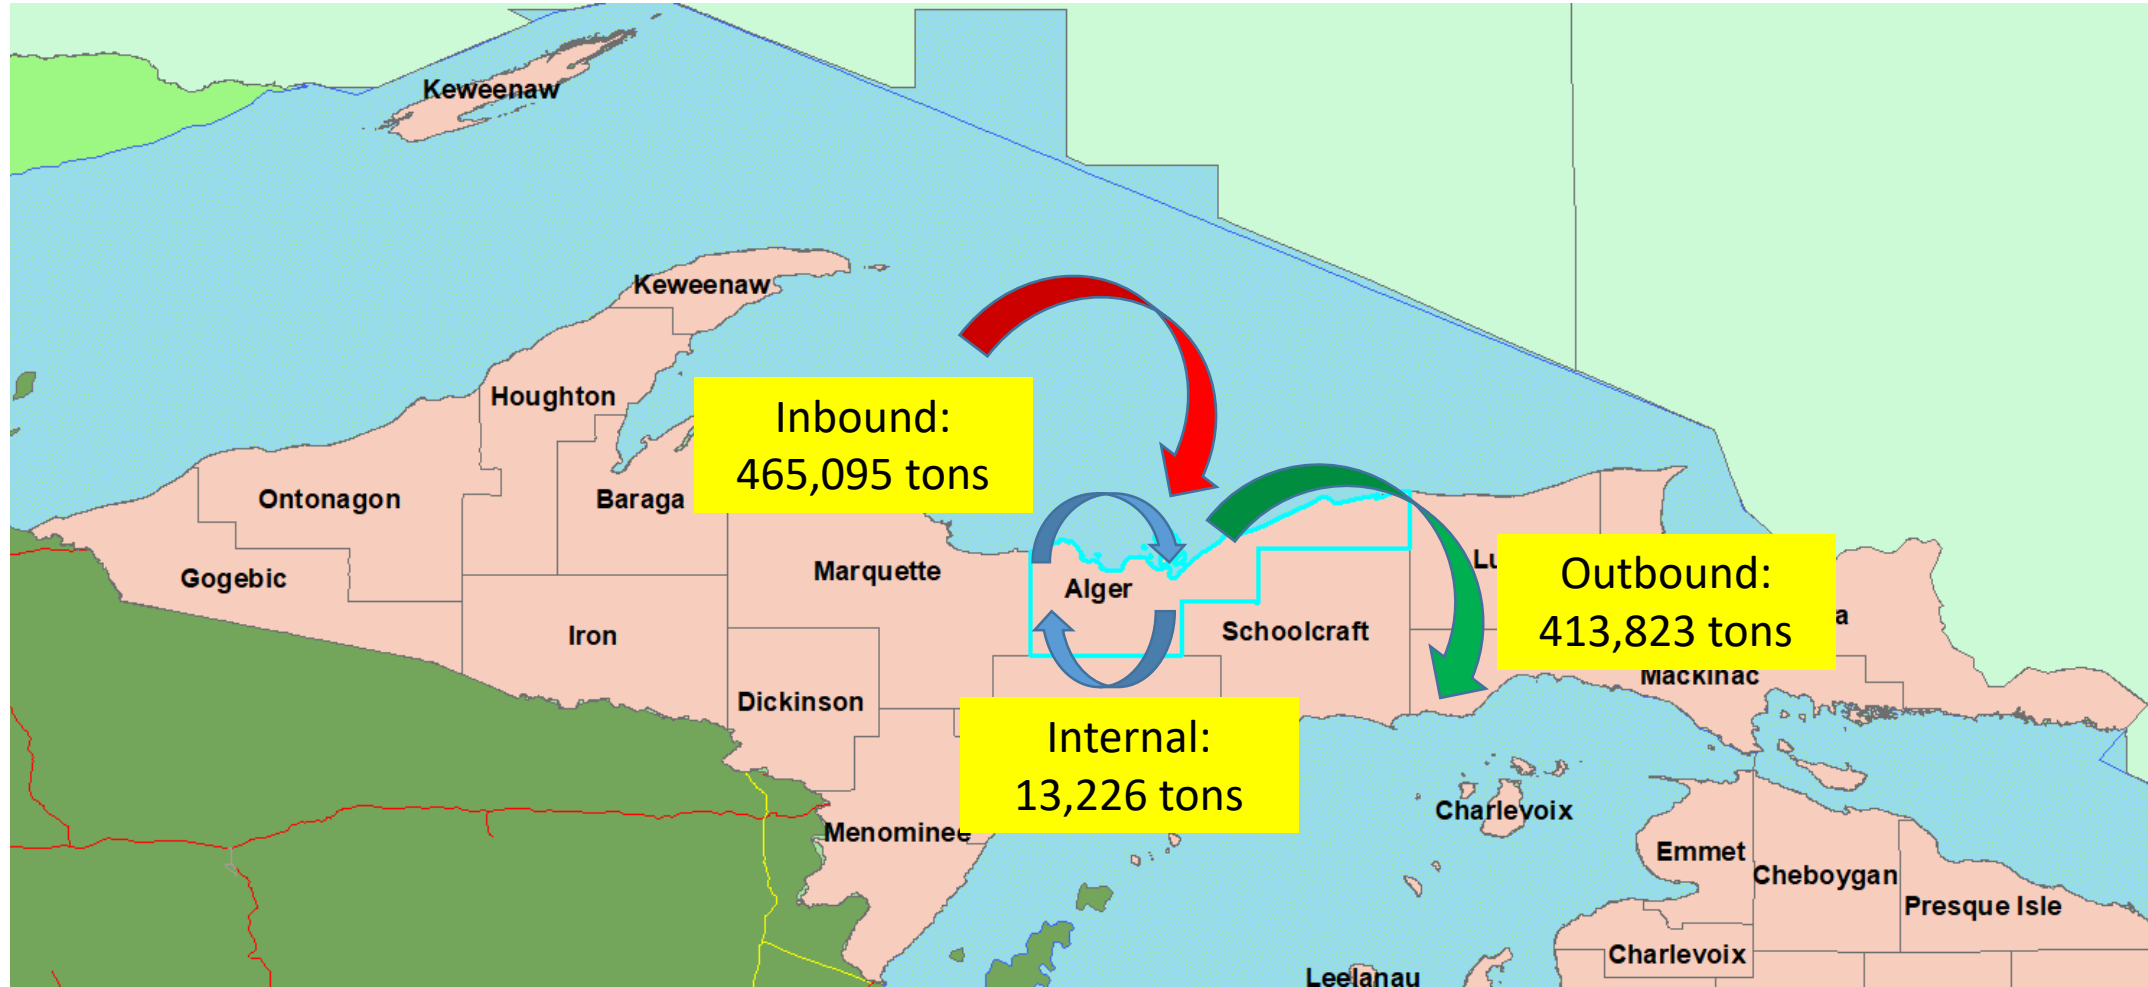 Keweenaw
Keweenaw
Houghton
Inbound:
465,095 tons
Ontonagon
Baraga
Gogebic
Marquette
Alger
Lu
Outbound:
413,823 tons
a
Iron
Schoolcraft
Mackinac
Dickinson
Internal:
13,226 tons
Menominee
Charlevoix
Emmet
Cheboygan
Presque Isle
Charlevoix
Leelanau